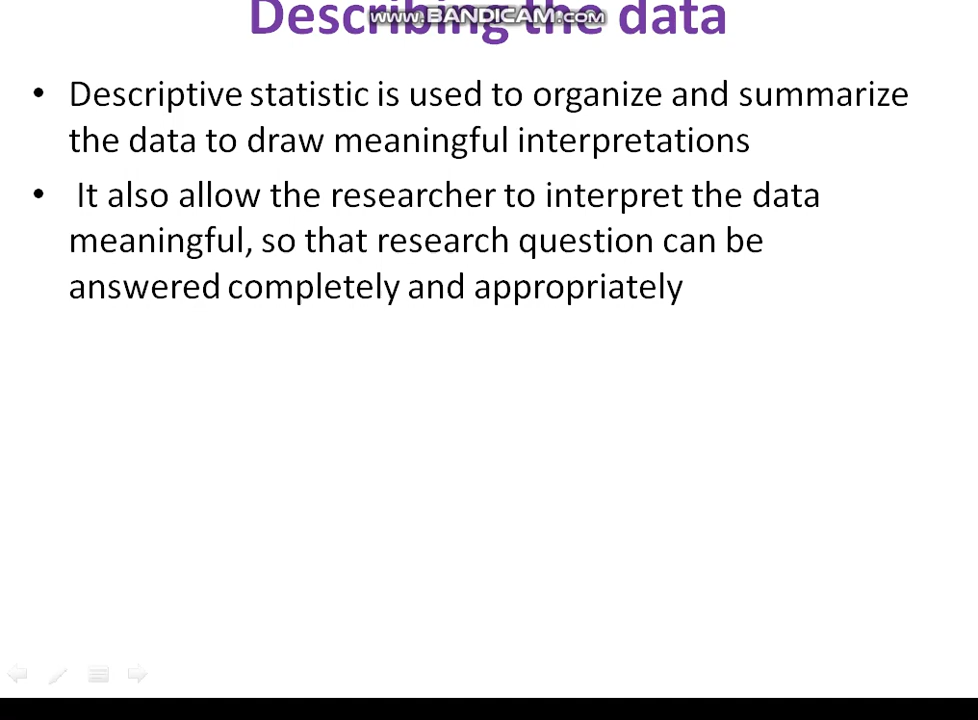 Describing the data
www.BANDICAM.com
• Descriptive statistic is used to organize and summarize
the data to draw meaningful interpretations
• It also allow the researcher to interpret the data
meaningful, so that research question can be
answered completely and appropriately